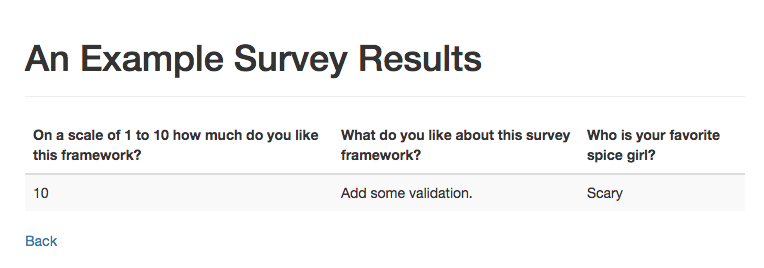 An Example Survey Results
On a scale of 1 to 10 how much do you like
this framework?
What do you like about this survey
framework?
Who is your favorite
spice girl?
10
Add some validation.
Scary
Back